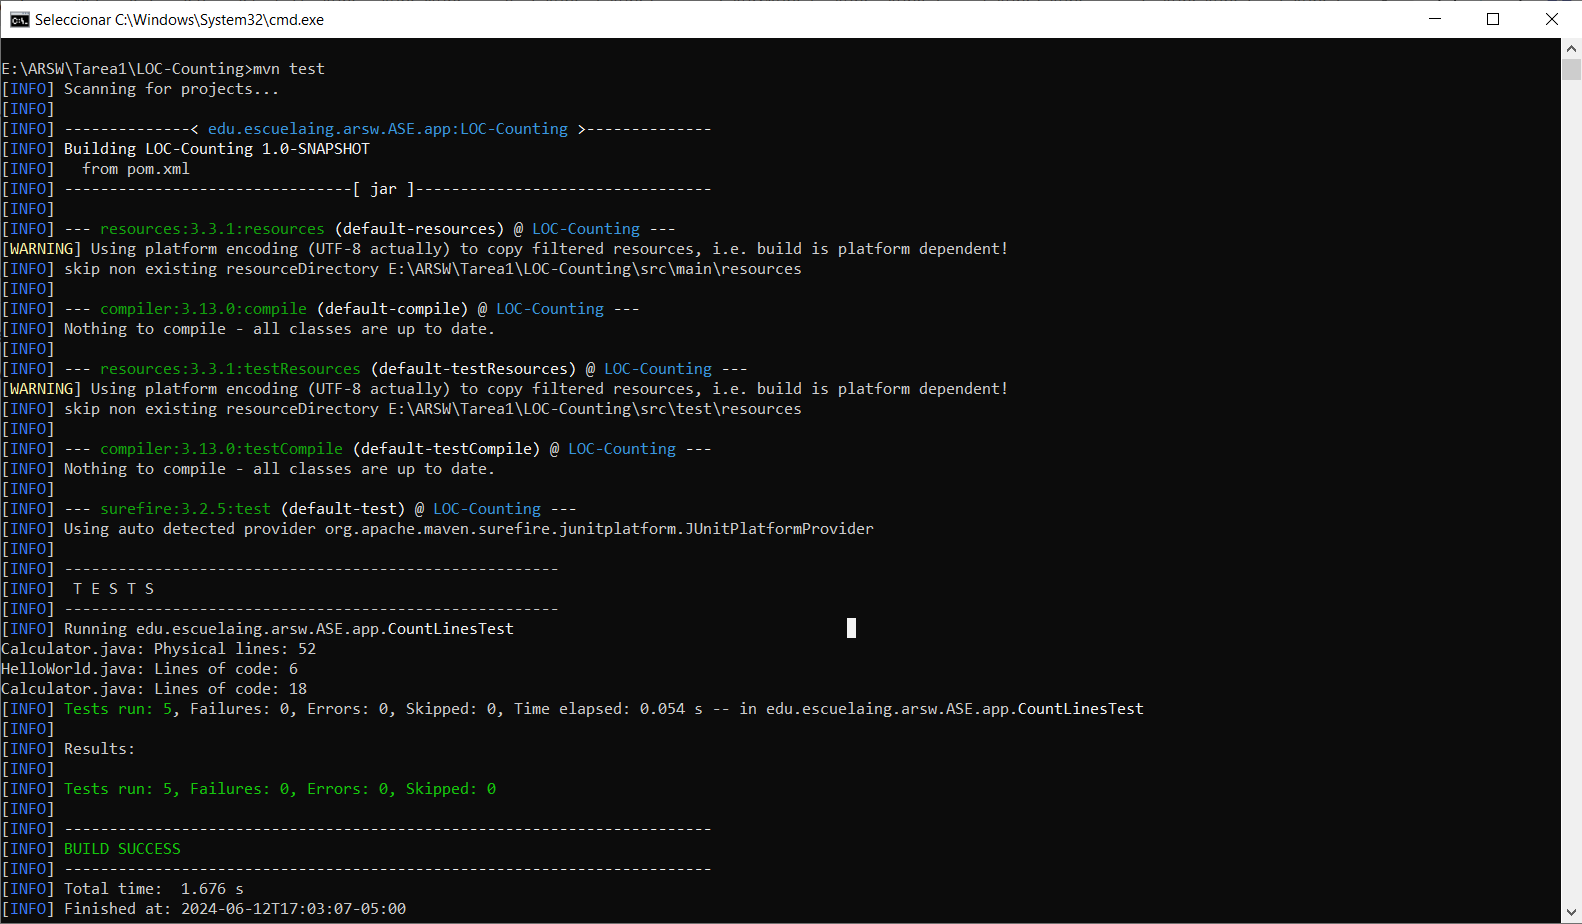 Seleccionar C:\Windows\System32\cmd.exe
E:\ARSW\Tarea1\LOC-Counting>mvn test
[INFO] Scanning for projects...
[INFO]
[INFO] --------------< edu.escuelaing.arsw.ASE.app:LOC-Counting >--------------
[INFO] Building LOC-Counting 1.0-SNAPSHOT
[INFO]   from pom.xml
[INFO] --------------------------------[ jar ]---------------------------------
[INFO]
[INFO] --- resources:3.3.1:resources (default-resources) @ LOC-Counting ---
[WARNING] Using platform encoding (UTF-8 actually) to copy filtered resources, i.e. build is platform dependent!
[INFO] skip non existing resourceDirectory E:\ARSW\Tarea1\LOC-Counting\src\main\resources
[INFO]
[INFO] --- compiler:3.13.0:compile (default-compile) @ LOC-Counting ---
[INFO] Nothing to compile - all classes are up to date.
[INFO]
[INFO] --- resources:3.3.1:testResources (default-testResources) @ LOC-Counting ---
[WARNING] Using platform encoding (UTF-8 actually) to copy filtered resources, i.e. build is platform dependent!
[INFO] skip non existing resourceDirectory E:\ARSW\Tarea1\LOC-Counting\src\test\resources
[INFO]
[INFO] --- compiler:3.13.0:testCompile (default-testCompile) @ LOC-Counting ---
[INFO] Nothing to compile - all classes are up to date.
[INFO]
[INFO] --- surefire:3.2.5:test (default-test) @ LOC-Counting ---
[INFO] Using auto detected provider org.apache.maven.surefire.junitplatform.JUnitPlatformProvider
[INFO]
[INFO] -------------------------------------------------------
[INFO]  T E S T S
[INFO] -------------------------------------------------------
[INFO] Running edu.escuelaing.arsw.ASE.app.CountLinesTest
Calculator.java: Physical lines: 52
HelloWorld.java: Lines of code: 6
Calculator.java: Lines of code: 18
[INFO] Tests run: 5, Failures: 0, Errors: 0, Skipped: 0, Time elapsed: 0.054 s -- in edu.escuelaing.arsw.ASE.app.CountLinesTest
[INFO]
[INFO] Results:
[INFO]
[INFO] Tests run: 5, Failures: 0, Errors: 0, Skipped: 0
[INFO]
[INFO] ------------------------------------------------------------------------
[INFO] BUILD SUCCESS
[INFO] ------------------------------------------------------------------------
[INFO] Total time:  1.676 s
[INFO] Finished at: 2024-06-12T17:03:07-05:00